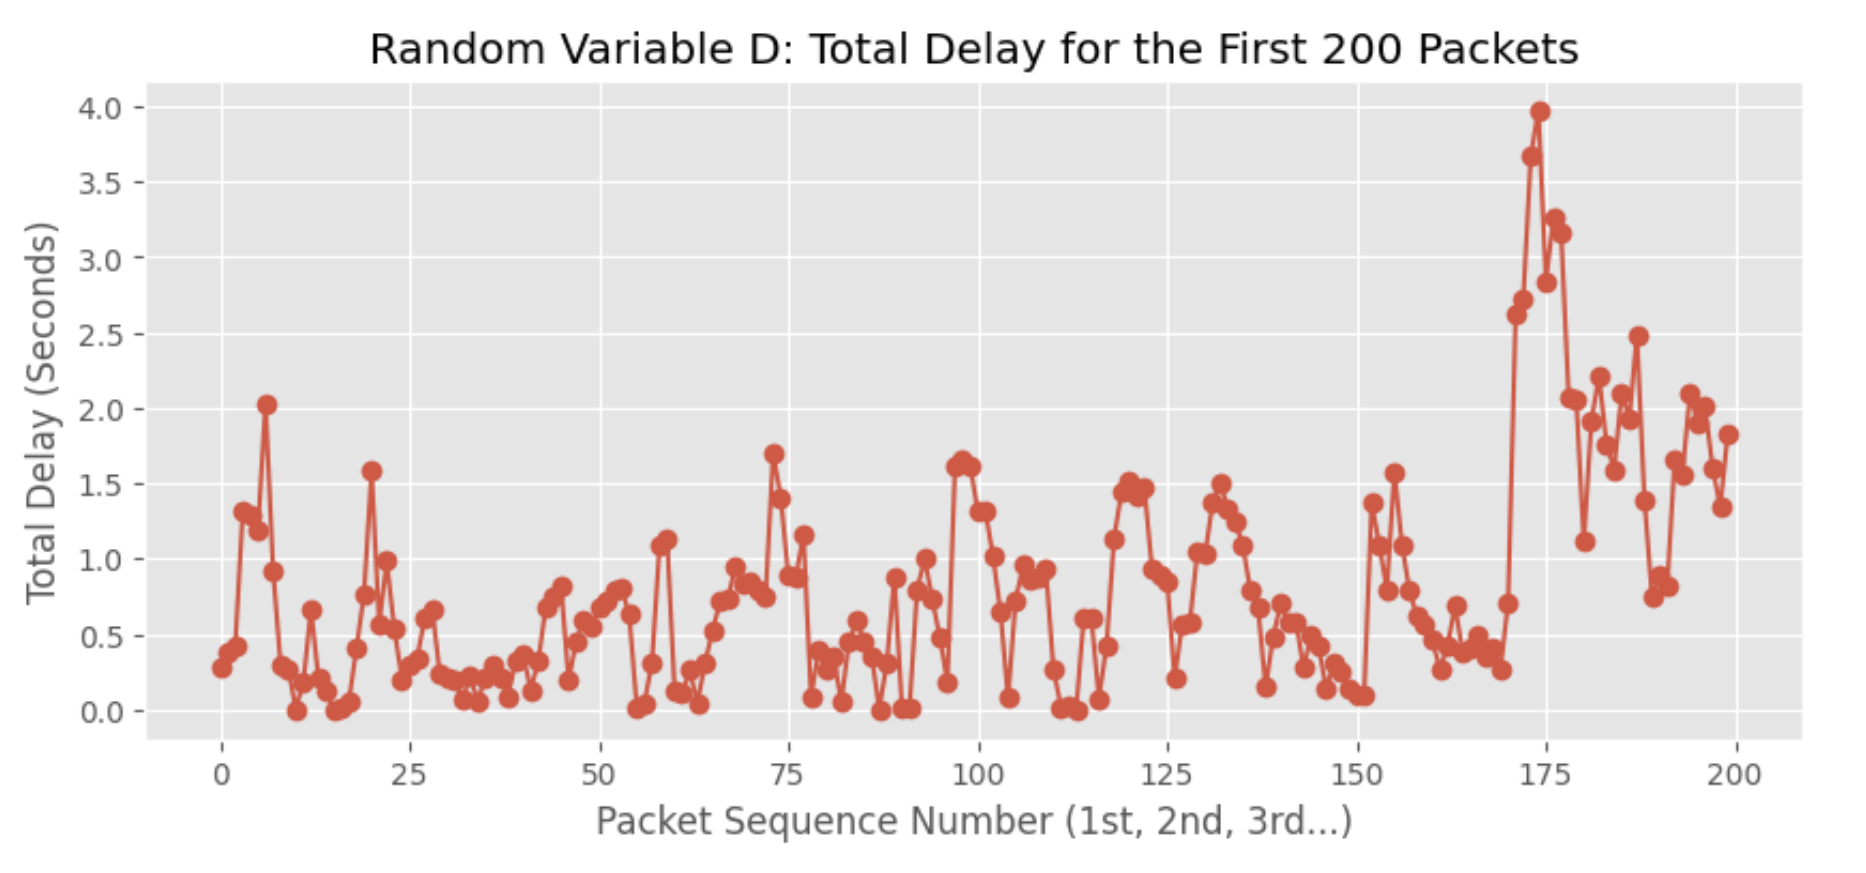 Random Variable D: Total Delay for the First 200 Packets
Total Delay (Seconds)
4.0
3.5
3.0
2.5
2.0
1.5
1.0
0.5
0.0
0 25 50 75 100 125 150 175 200
Packet Sequence Number (1st, 2nd, 3rd...)